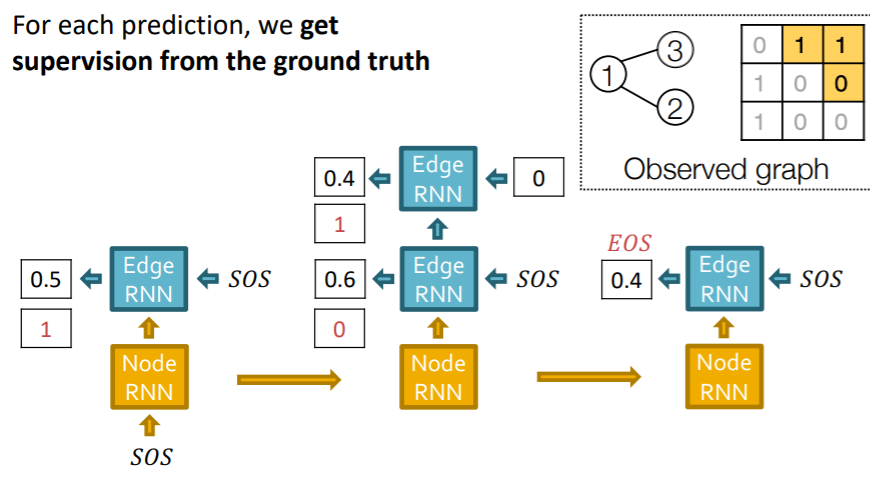 For each prediction, we get
supervision from the ground truth
1
3
2
0 1 1
1 0 0
1 0 0
Observed graph
0.4
Edge
RNN
0
1
EOS
0.5
Edge
RNN
SOS
0.6
Edge
RNN
SOS
0.4
Edge
RNN
SOS
1
0
Node
RNN
Node
RNN
Node
RNN
SOS